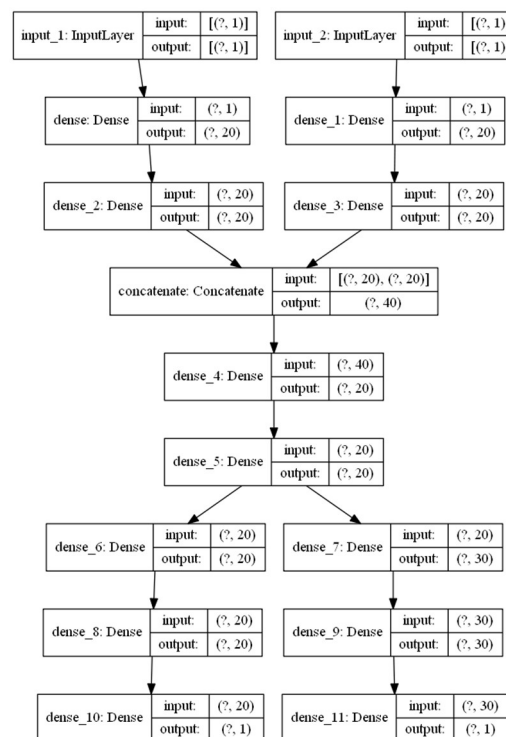 input_1: InputLayer input: [(?, 1)] output: [(?, 1)]
input_2: InputLayer input: [(?, 1)] output: [(?, 1)]
dense: Dense input: (?, 1) output: (?, 20)
dense_1: Dense input: (?, 1) output: (?, 20)
dense_2: Dense input: (?, 20) output: (?, 20)
dense_3: Dense input: (?, 20) output: (?, 20)
concatenate: Concatenate input: [(?, 20), (?, 20)] output: (?, 40)
dense_4: Dense input: (?, 40) output: (?, 20)
dense_5: Dense input: (?, 20) output: (?, 20)
dense_6: Dense input: (?, 20) output: (?, 20)
dense_7: Dense input: (?, 20) output: (?, 30)
dense_8: Dense input: (?, 20) output: (?, 20)
dense_9: Dense input: (?, 30) output: (?, 30)
dense_10: Dense input: (?, 20) output: (?, 1)
dense_11: Dense input: (?, 30) output: (?, 1)